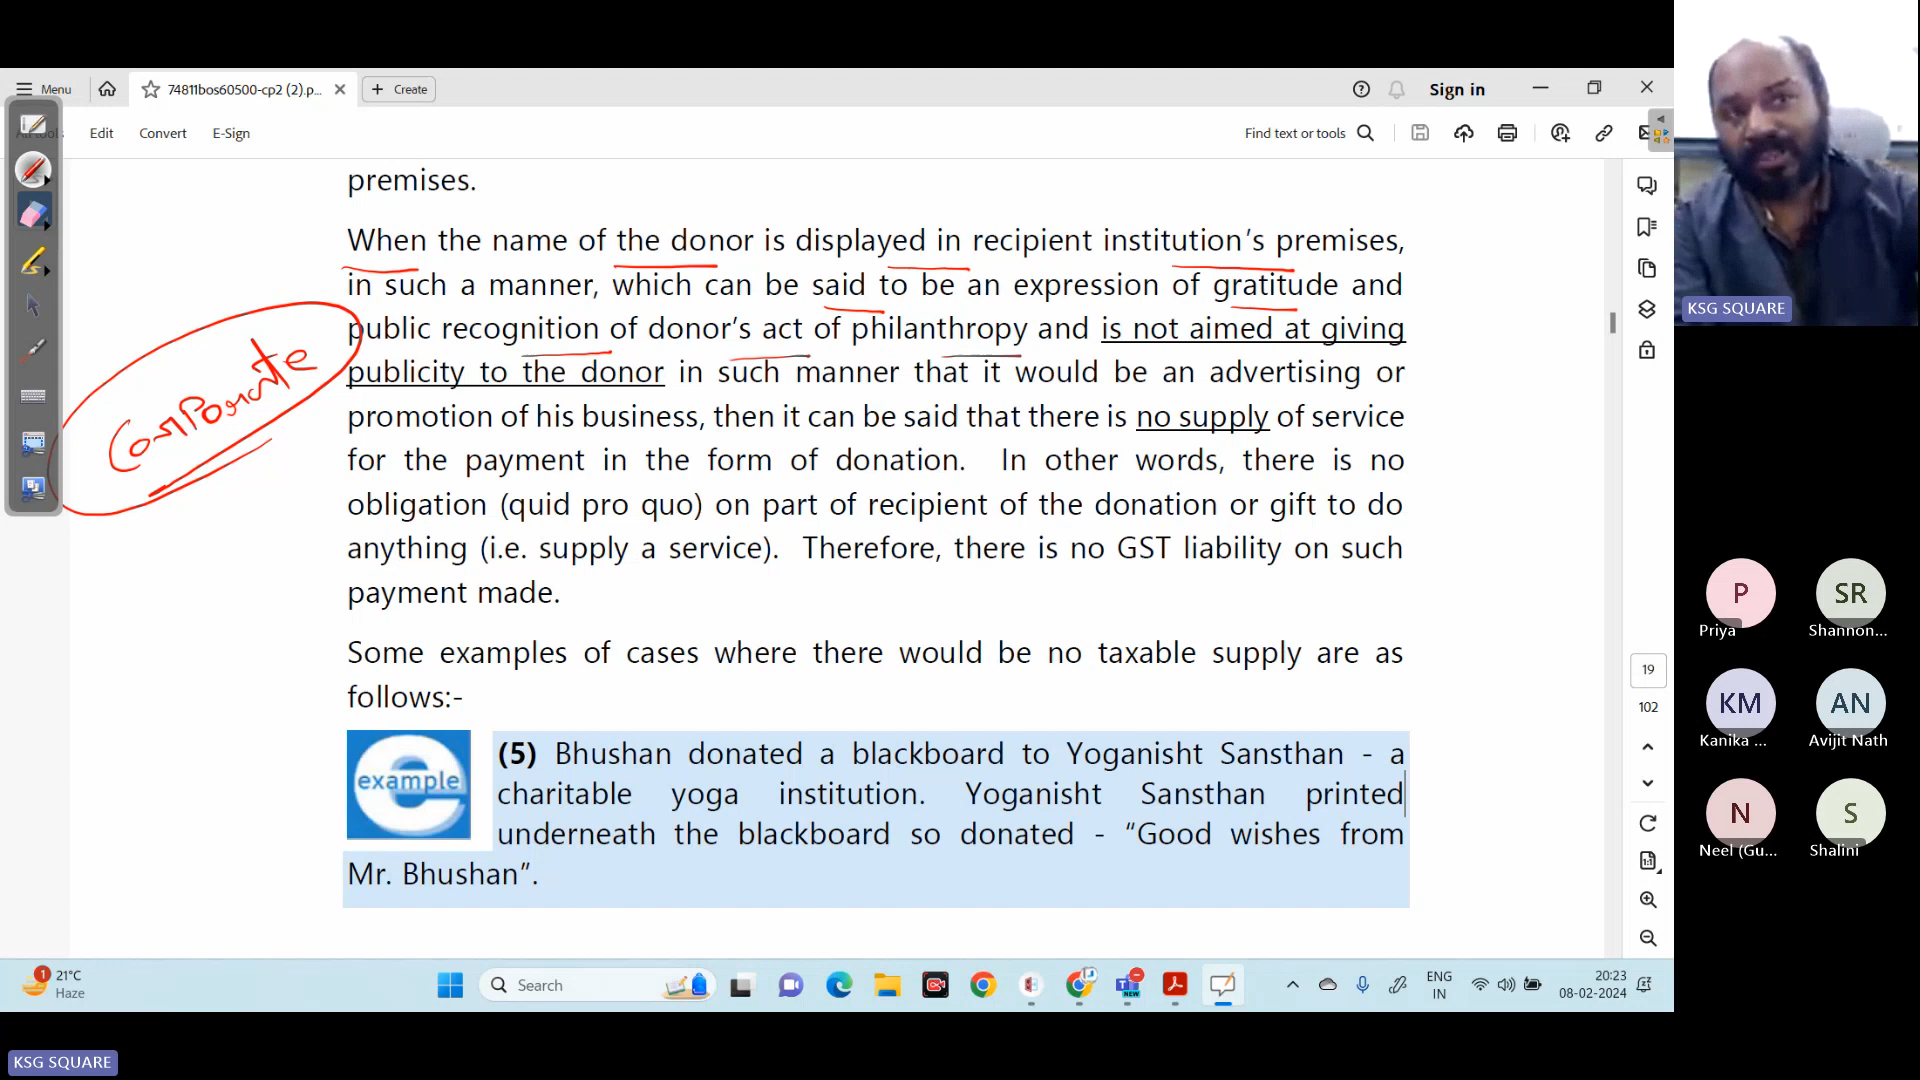 Menu
74811bos60500-cp2 (2).p...
Create
Sign in
Edit
Convert
E-Sign
Find text or tools
premises.
When the name of the donor is displayed in recipient institution's premises,
in such a manner, which can be said to be an expression of gratitude and
public recognition of donor's act of philanthropy and is not aimed at giving
publicity to the donor in such manner that it would be an advertising or
promotion of his business, then it can be said that there is no supply of service
for the payment in the form of donation. In other words, there is no
obligation (quid pro quo) on part of recipient of the donation or gift to do
anything (i.e. supply a service). Therefore, there is no GST liability on such
payment made.
Some examples of cases where there would be no taxable supply are as
follows:-
example
(5) Bhushan donated a blackboard to Yoganisht Sansthan - a
charitable yoga institution. Yoganisht Sansthan printed
underneath the blackboard so donated - “Good wishes from
Mr. Bhushan”.
19
102
KSG SQUARE
P
SR
Priya
Shannon...
KM
AN
Kanika ...
Avijit Nath
N
S
Neel (Gu...
Shalini
1
21°C
Haze
Search
NEW
ENG
IN
20:23
08-02-2024
KSG SQUARE